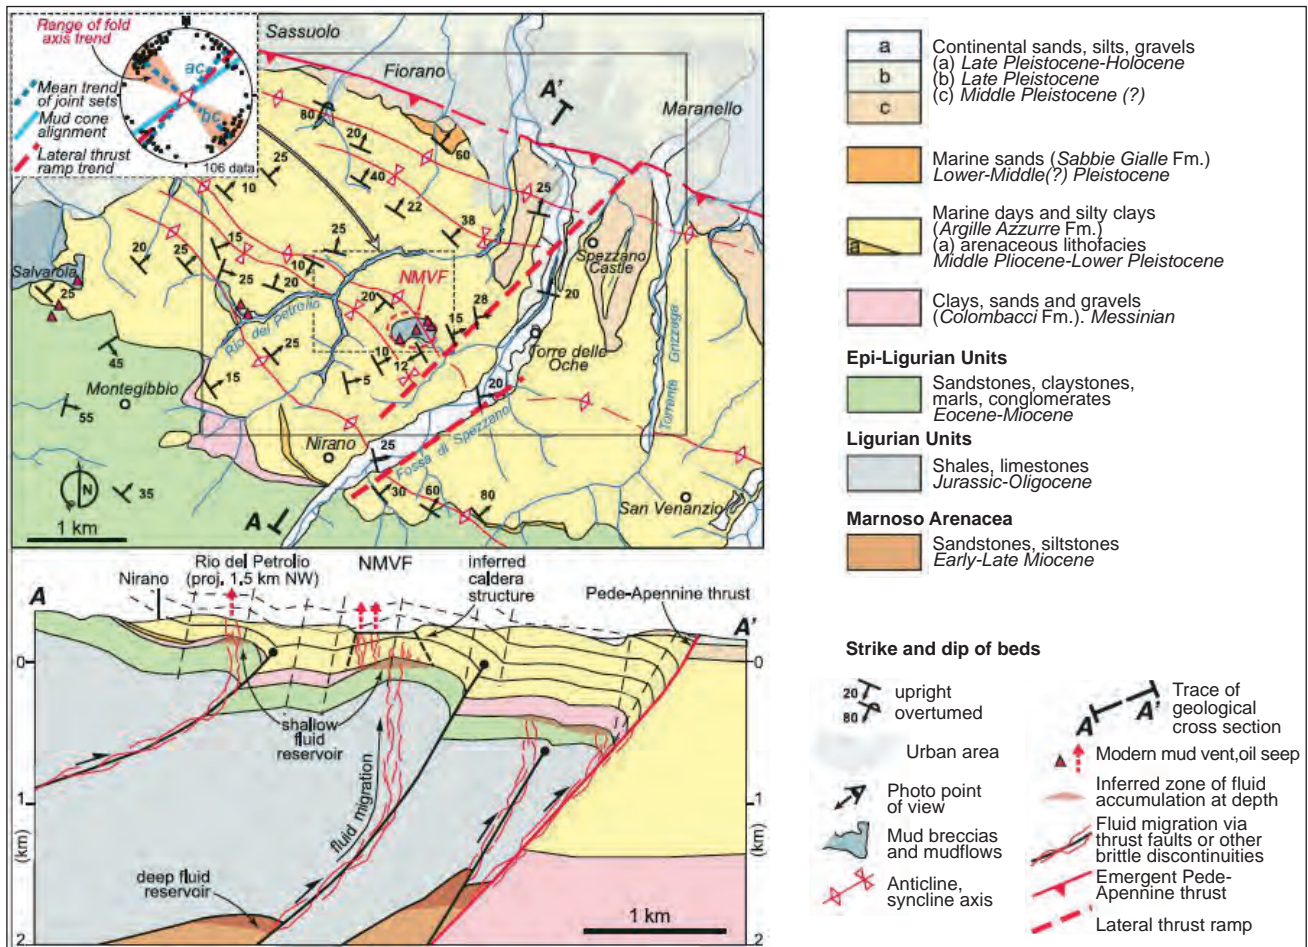 Range of fold
axis trend
N
ac
bc
Mean trend
of joint sets
Mud cone
alignment
Lateral thrust
ramp trend
106 data
Sassuolo
Fiorano
Maranello
A'
80
20
60
25
10
40
22
38
25
25
15
20
25
25
10
20
20
NMVF
28
15
Spezzano
Castle
20
Salvarola
25
Rio del Petrolio
25
10
12
5
15
Torre delle
Oche
Torrente Grizzaga
45
Montegibbio
55
20
Nirano
25
Fossa di Spezzano
N
35
30
60
80
San Venanzio
1 km
A
A
Nirano
Rio del Petrolio
(proj. 1.5 km NW)
NMVF
inferred
caldera
structure
Pede-Apennine thrust
A'
0
0
shallow
fluid
reservoir
fluid migration
1
1
(km)
(km)
deep fluid
reservoir
1 km
2
2
a
b
c
Continental sands, silts, gravels
(a) Late Pleistocene-Holocene
(b) Late Pleistocene
(c) Middle Pleistocene (?)
Marine sands (Sabbie Gialle Fm.)
Lower-Middle(?) Pleistocene
a
Marine days and silty clays
(Argille Azzurre Fm.)
(a) arenaceous lithofacies
Middle Pliocene-Lower Pleistocene
Clays, sands and gravels
(Colombacci Fm.). Messinian
Epi-Ligurian Units
Sandstones, claystones,
marls, conglomerates
Eocene-Miocene
Ligurian Units
Shales, limestones
Jurassic-Oligocene
Marnoso Arenacea
Sandstones, siltstones
Early-Late Miocene
Strike and dip of beds
20
upright
80
overtumed
Urban area
Photo point
of view
Mud breccias
and mudflows
Anticline,
syncline axis
A
A'
Trace of
geological
cross section
Modern mud vent,oil seep
Inferred zone of fluid
accumulation at depth
Fluid migration via
thrust faults or other
brittle discontinuities
Emergent Pede-
Apennine thrust
Lateral thrust ramp